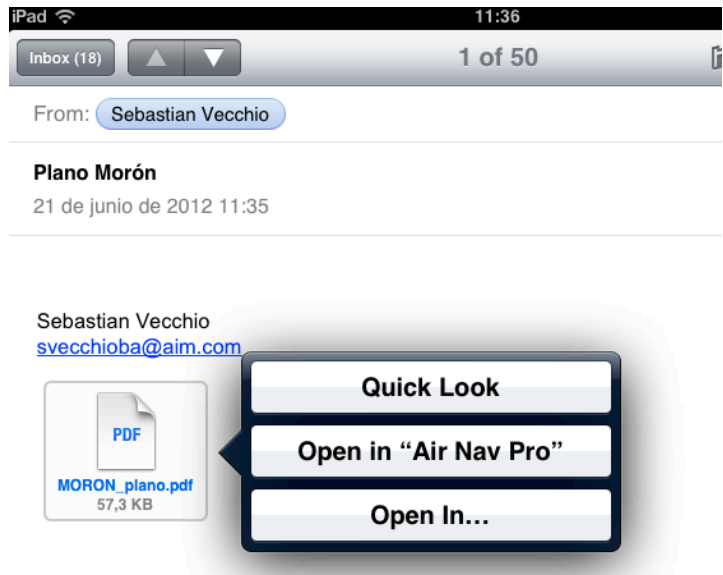 iPad 11:36
Inbox (18) 1 of 50
From: Sebastian Vecchio
Plano Morón
21 de junio de 2012 11:35
Sebastian Vecchio
svecchioba@aim.com
Quick Look
PDF
Open in “Air Nav Pro”
MORON_plano.pdf
57,3 KB
Open In...